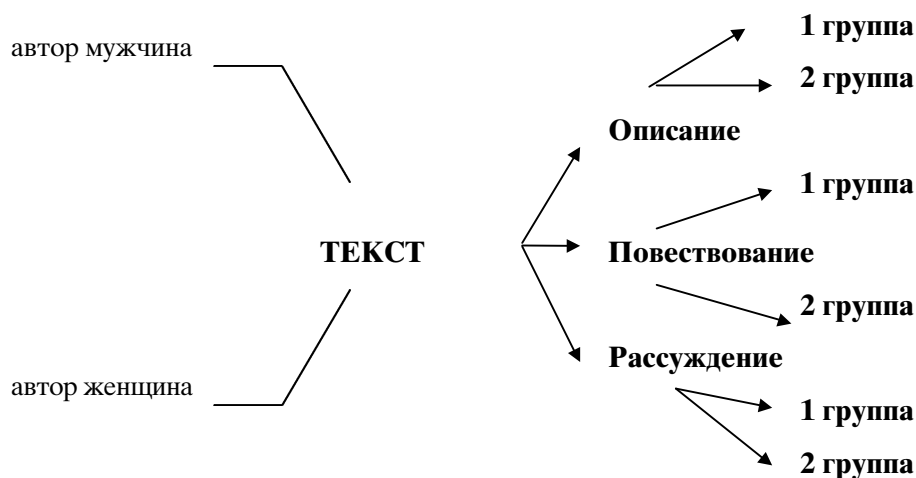 1 группа
автор мужчина
2 группа
Описание
1 группа
ТЕКСТ
Повествование
2 группа
Рассуждение
автор женщина
1 группа
2 группа